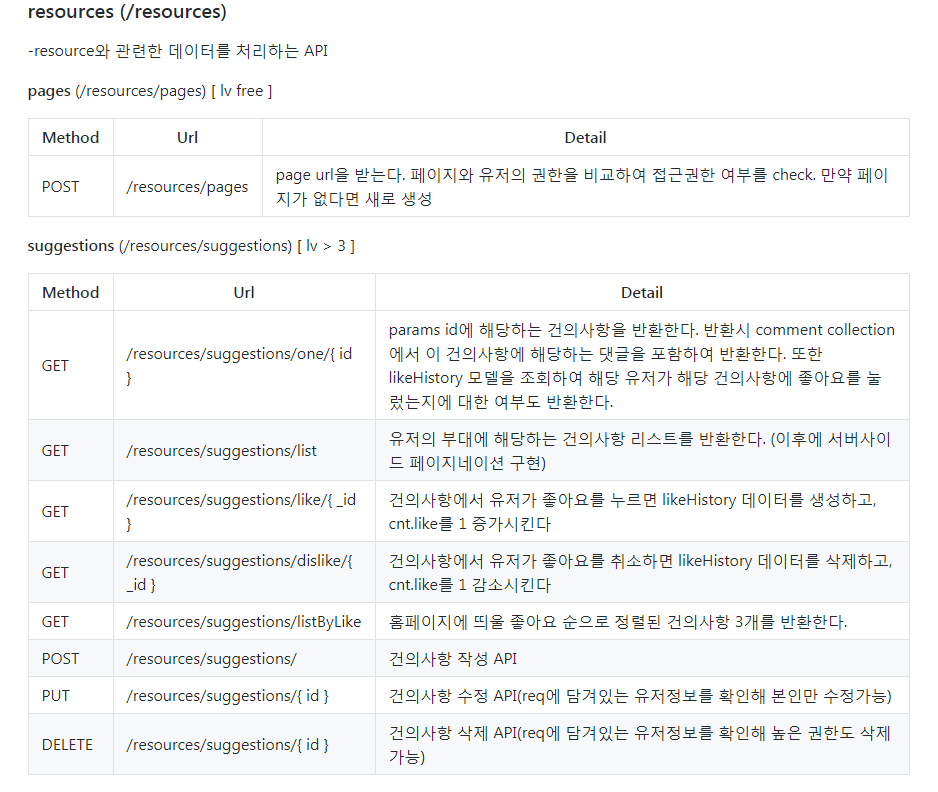 resources (/resources)
-resource와 관련한 데이터를 처리하는 API
pages (/resources/pages) [ lv free ]
Method Url Detail
POST /resources/pages page url을 받는다. 페이지와 유저의 권한을 비교하여 접근권한 여부를 check. 만약 페이
지가 없다면 새로 생성
suggestions (/resources/suggestions) [ lv > 3 ]
Method Url Detail
GET /resources/suggestions/one/{ id
} params id에 해당하는 건의사항을 반환한다. 반환시 comment collection
에서 이 건의사항에 해당하는 댓글을 포함하여 반환한다. 또한
likeHistory 모델을 조회하여 해당 유저가 해당 건의사항에 좋아요를 눌
렀는지에 대한 여부도 반환한다.
GET /resources/suggestions/list 유저의 부대에 해당하는 건의사항 리스트를 반환한다. (이후에 서버사이
드 페이지네이션 구현)
GET /resources/suggestions/like/{ _id
} 건의사항에서 유저가 좋아요를 누르면 likeHistory 데이터를 생성하고,
cnt.like를 1 증가시킨다
GET /resources/suggestions/dislike/{
_id } 건의사항에서 유저가 좋아요를 취소하면 likeHistory 데이터를 삭제하고,
cnt.like를 1 감소시킨다
GET /resources/suggestions/listByLike 홈페이지에 띄울 좋아요 순으로 정렬된 건의사항 3개를 반환한다.
POST /resources/suggestions/ 건의사항 작성 API
PUT /resources/suggestions/{ id } 건의사항 수정 API(req에 담겨있는 유저정보를 확인해 본인만 수정가능)
DELETE /resources/suggestions/{ id } 건의사항 삭제 API(req에 담겨있는 유저정보를 확인해 높은 권한도 삭제
가능)